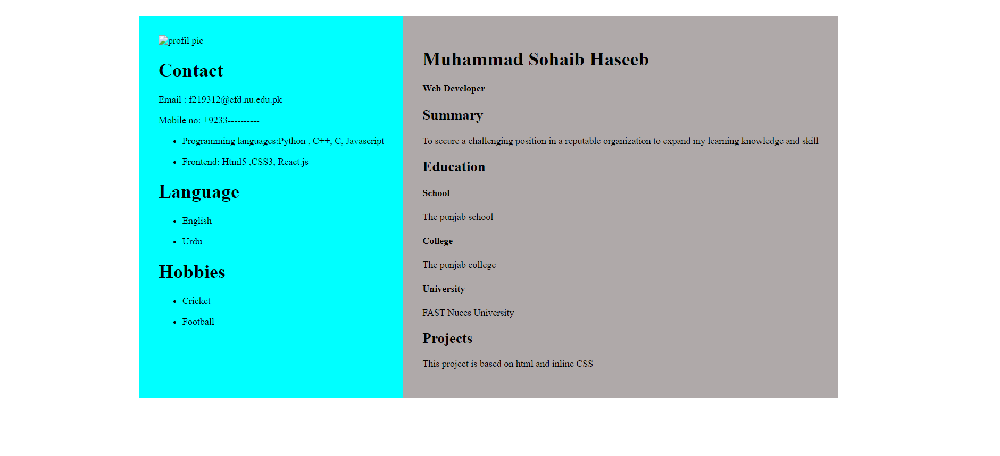 profil pic
Contact
Email : f219312@cfd.nu.edu.pk
Mobile no: +9233----------
Programming languages:Python , C++, C, Javascript
Frontend: Html5 ,CSS3, React.js
Language
English
Urdu
Hobbies
Cricket
Football
Muhammad Sohaib Haseeb
Web Developer
Summary
To secure a challenging position in a reputable organization to expand my learning knowledge and skill
Education
School
The punjab school
College
The punjab college
University
FAST Nuces University
Projects
This project is based on html and inline CSS